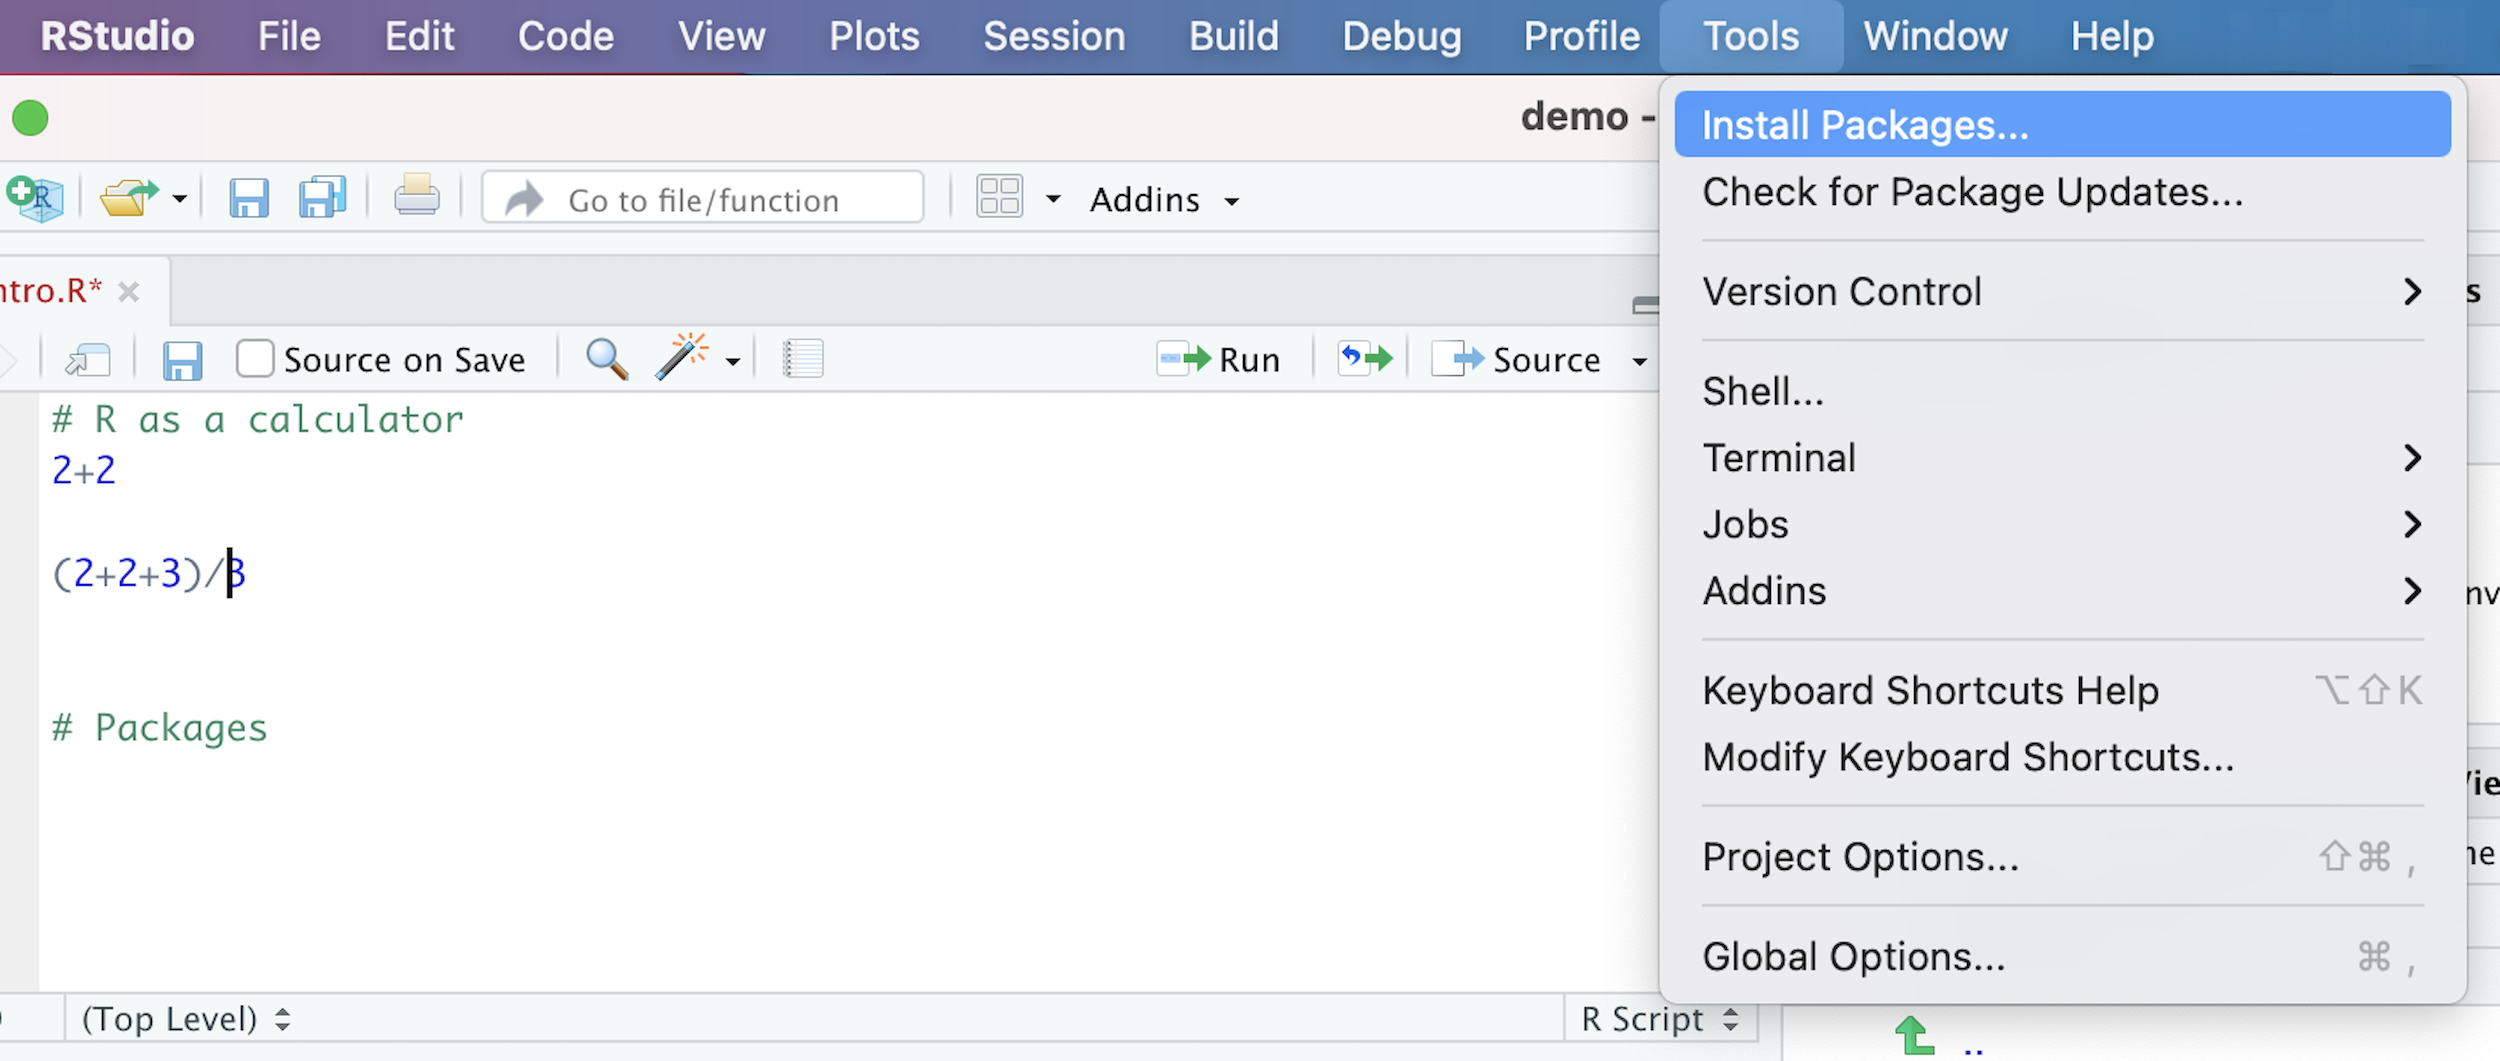 RStudio File Edit Code View Plots Session Build Debug Profile Tools Window Help
demo -
Install Packages...
Check for Package Updates...
Version Control
Shell...
Terminal
Jobs
Addins
Keyboard Shortcuts Help ⌥⇧K
Modify Keyboard Shortcuts...
Project Options... ⇧⌘ ,
Global Options... ⌘ ,
Go to file/function Addins
ntro.R*
Source on Save Run Source
# R as a calculator
2+2
(2+2+3)/3
# Packages
(Top Level) R Script
..